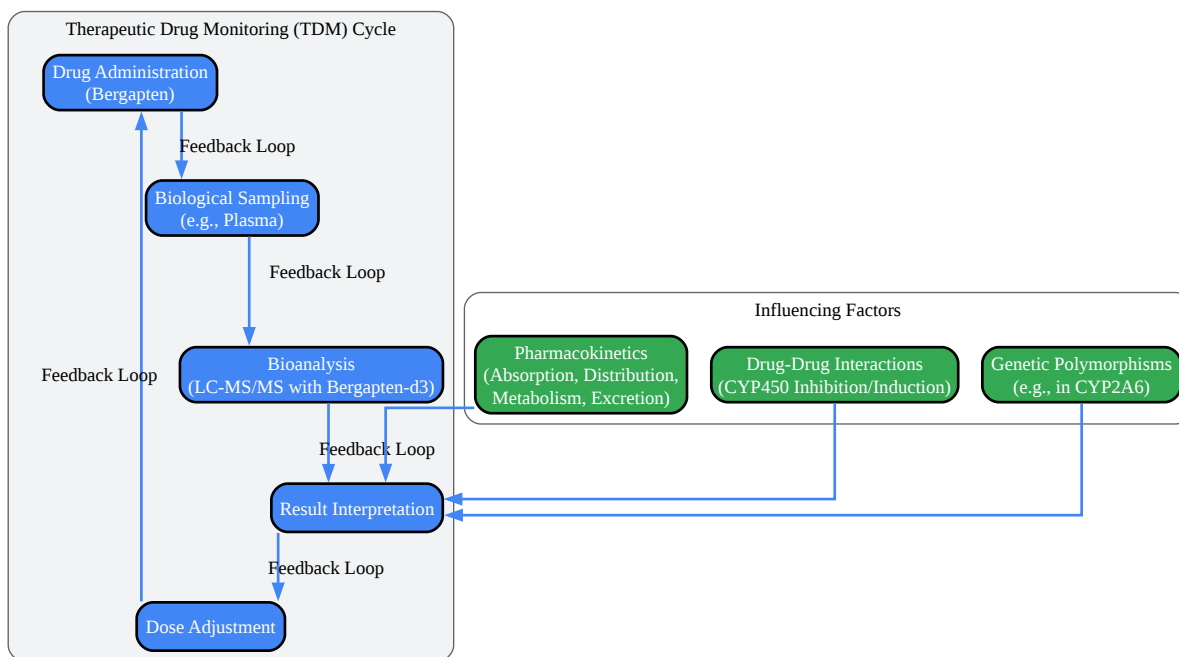 Therapeutic Drug Monitoring (TDM) Cycle
Drug Administration
(Bergapten)
Feedback Loop
Biological Sampling
(e.g., Plasma)
Feedback Loop
Influencing Factors
Bioanalysis
(LC-MS/MS with Bergapten-d3)
Pharmacokinetics
(Absorption, Distribution,
Metabolism, Excretion)
Drug-Drug Interactions
(CYP450 Inhibition/Induction)
Genetic Polymorphisms
(e.g., in CYP2A6)
Feedback Loop
Feedback Loop
Result Interpretation
Feedback Loop
Dose Adjustment